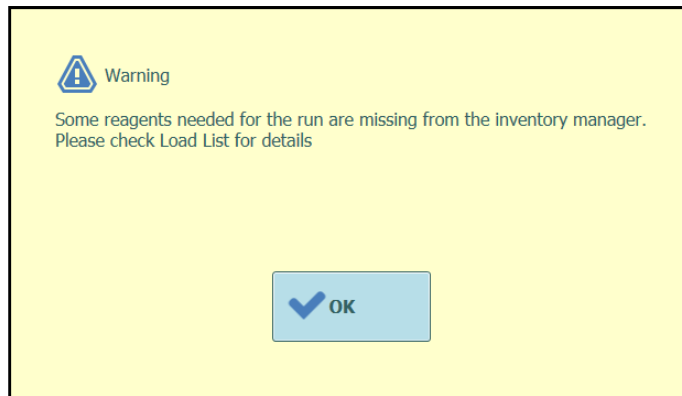 Warning
Some reagents needed for the run are missing from the inventory manager.
Please check Load List for details
OK